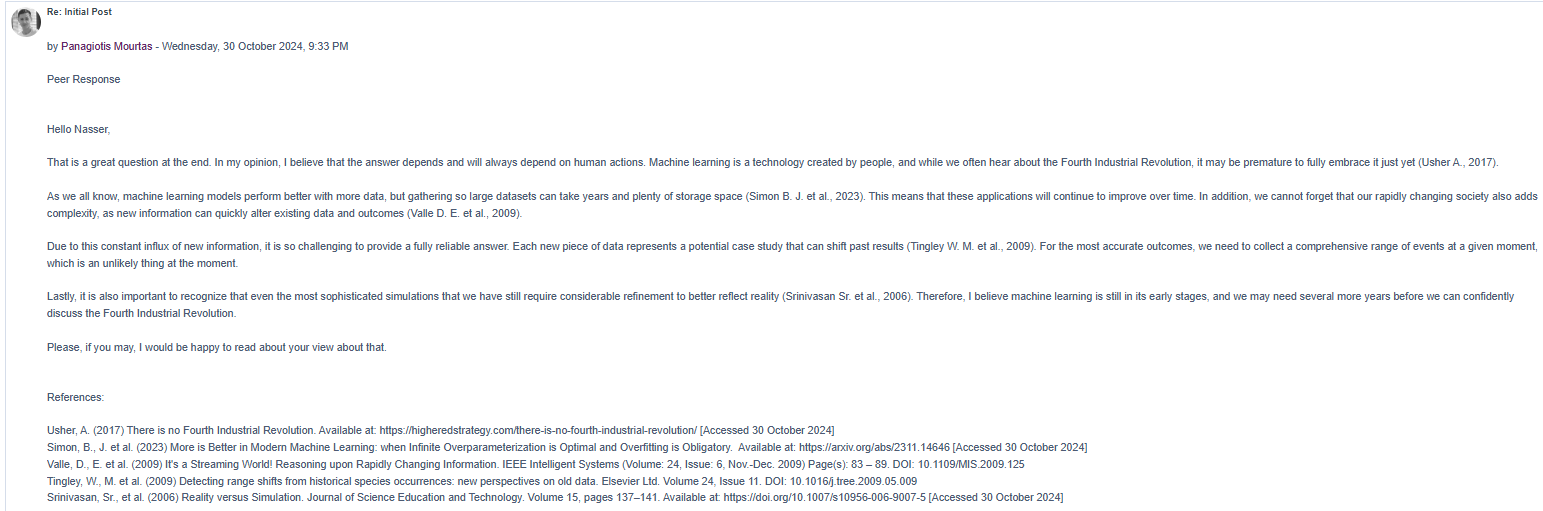 Re: Initial Post
by Panagiotis Mourtas - Wednesday, 30 October 2024, 9:33 PM
Peer Response
Hello Nasser,
That is a great question at the end. In my opinion, I believe that the answer depends and will always depend on human actions. Machine learning is a technology created by people, and while we often hear about the Fourth Industrial Revolution, it may be premature to fully embrace it just yet (Usher A., 2017).
As we all know, machine learning models perform better with more data, but gathering so large datasets can take years and plenty of storage space (Simon B. J. et al., 2023). This means that these applications will continue to improve over time. In addition, we cannot forget that our rapidly changing society also adds
complexity, as new information can quickly alter existing data and outcomes (Valle D. E. et al., 2009).
Due to this constant influx of new information, it is so challenging to provide a fully reliable answer. Each new piece of data represents a potential case study that can shift past results (Tingley W. M. et al., 2009). For the most accurate outcomes, we need to collect a comprehensive range of events at a given moment,
which is an unlikely thing at the moment.
Lastly, it is also important to recognize that even the most sophisticated simulations that we have still require considerable refinement to better reflect reality (Srinivasan Sr. et al., 2006). Therefore, I believe machine learning is still in its early stages, and we may need several more years before we can confidently
discuss the Fourth Industrial Revolution.
Please, if you may, I would be happy to read about your view about that.
References:
Usher, A. (2017) There is no Fourth Industrial Revolution. Available at: https://higheredstrategy.com/there-is-no-fourth-industrial-revolution/ [Accessed 30 October 2024]
Simon, B., J. et al. (2023) More is Better in Modern Machine Learning: when Infinite Overparameterization is Optimal and Overfitting is Obligatory. Available at: https://arxiv.org/abs/2311.14646 [Accessed 30 October 2024]
Valle, D., E. et al. (2009) It's a Streaming World! Reasoning upon Rapidly Changing Information. IEEE Intelligent Systems (Volume: 24, Issue: 6, Nov.-Dec. 2009) Page(s): 83 – 89. DOI: 10.1109/MIS.2009.125
Tingley, W., M. et al. (2009) Detecting range shifts from historical species occurrences: new perspectives on old data. Elsevier Ltd. Volume 24, Issue 11. DOI: 10.1016/j.tree.2009.05.009
Srinivasan, Sr., et al. (2006) Reality versus Simulation. Journal of Science Education and Technology. Volume 15, pages 137–141. Available at: https://doi.org/10.1007/s10956-006-9007-5 [Accessed 30 October 2024]